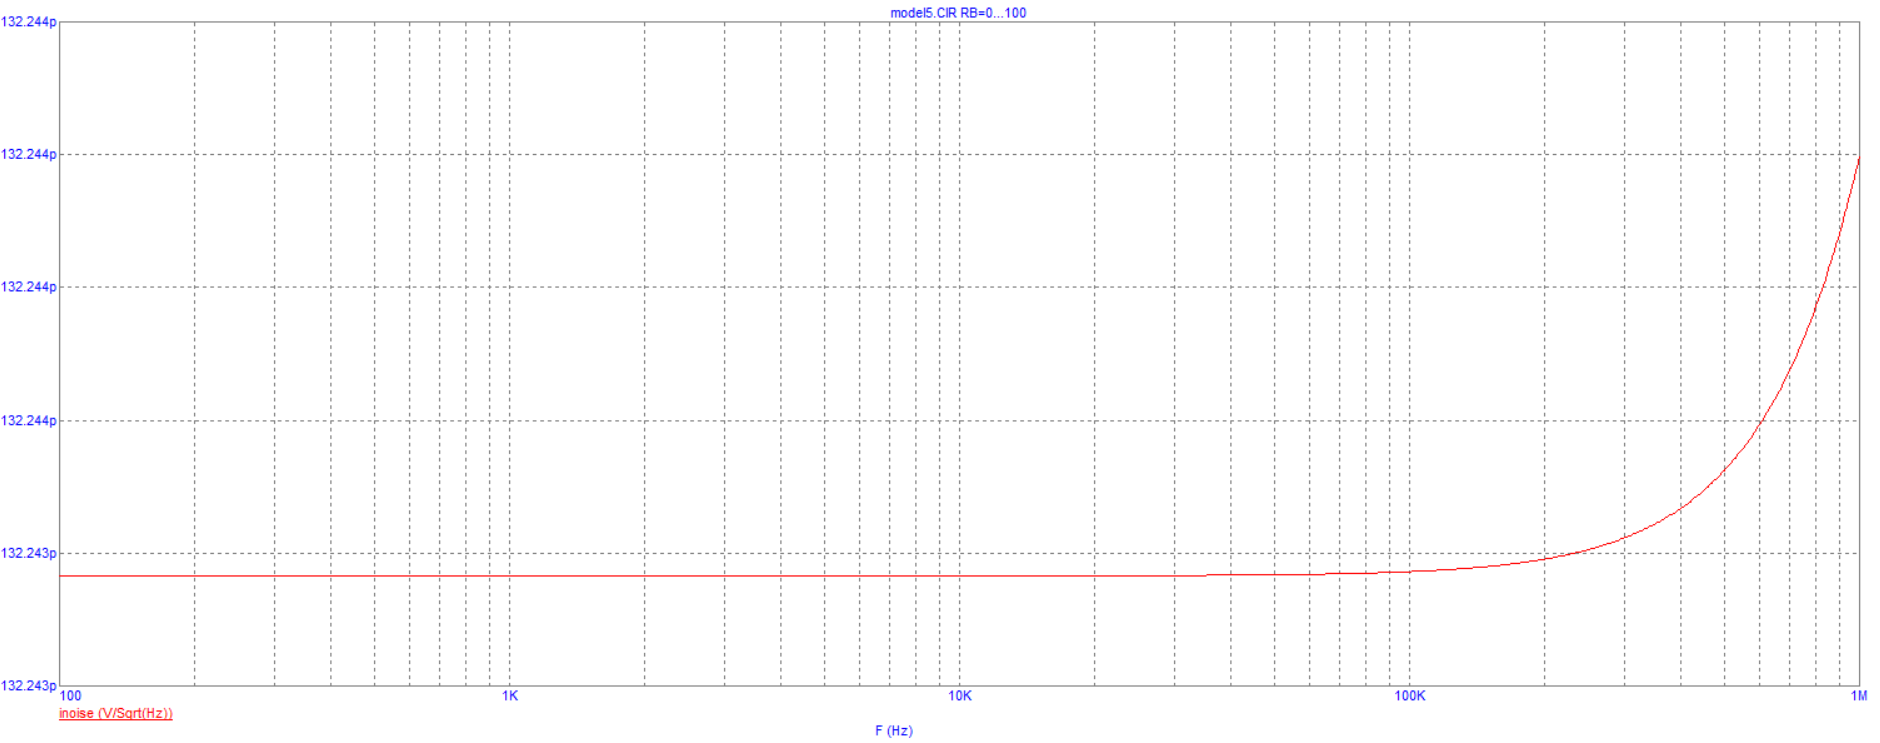 model5.CIR RB=0...100
132.244p
132.244p
132.244p
132.244p
132.243p
132.243p
100 1K 10K 100K 1M
inoise (V/Sqrt(Hz))
F (Hz)